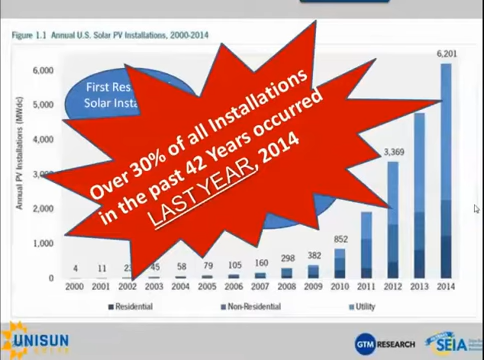 Figure 1.1 Annual U.S. Solar PV Installations, 2000-2014
6,201
6,000
5,000
4,000
3,000
2,000
1,000
0
Annual PV Installations (MWdc)
First
Solar
Over 30% of all Installations
in the past 42 Years occurred
LAST YEAR, 2014
3,369
852
4 11 45 58 79 105 160 298 382
2000 2001 2002 2003 2004 2005 2006 2007 2008 2009 2010 2011 2012 2013 2014
Residential Non-Residential Utility
UNISUN
SOLAR
GTM RESEARCH
SEIA